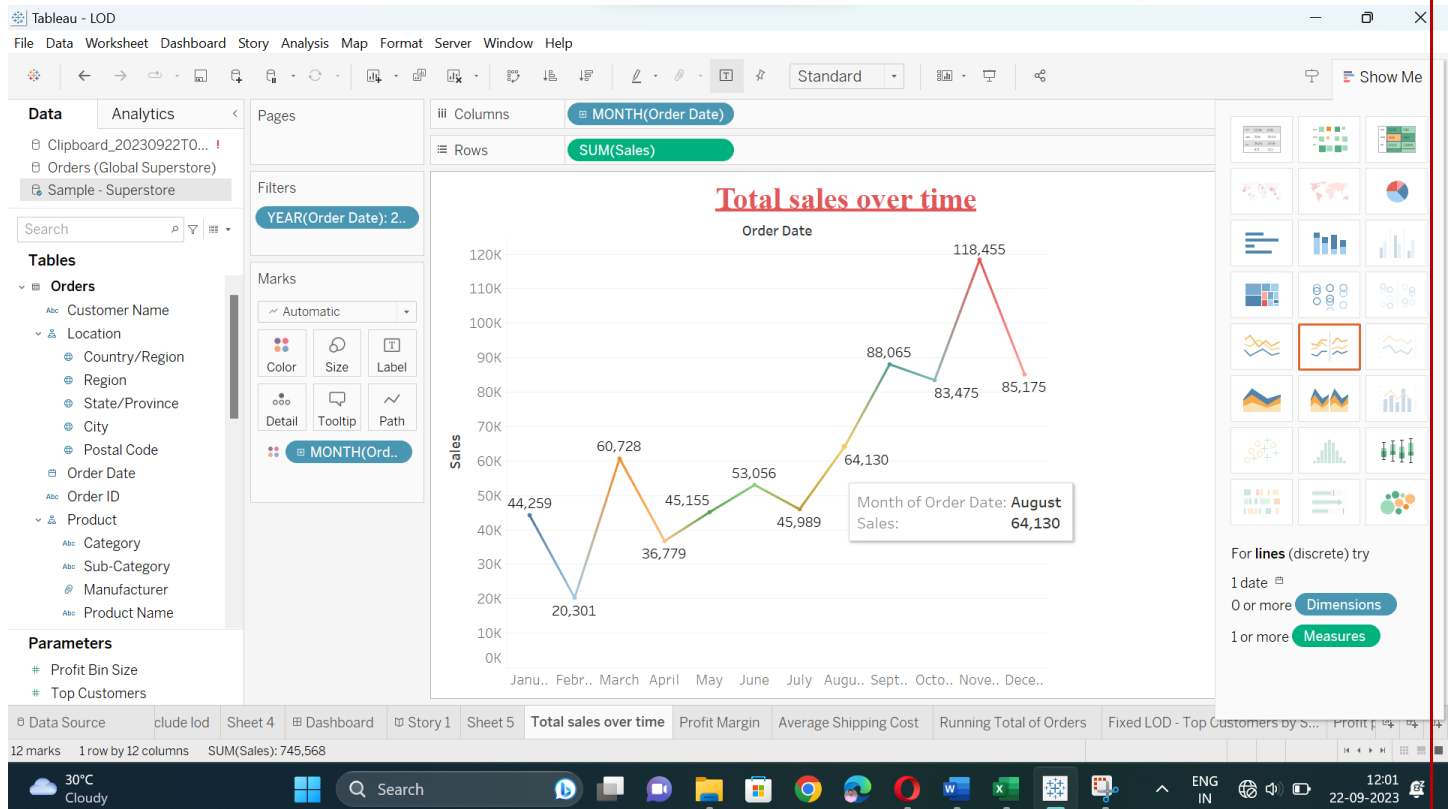 Tableau - LOD
File Data Worksheet Dashboard Story Analysis Map Format Server Window Help
Standard
Show Me
Data Analytics
Clipboard_20230922T0... !
Orders (Global Superstore)
Sample - Superstore
Search
Tables
Orders
Abc Customer Name
Location
Country/Region
Region
State/Province
City
Postal Code
Order Date
Abc Order ID
Product
Abc Category
Abc Sub-Category
Manufacturer
Abc Product Name
Parameters
# Profit Bin Size
# Top Customers
Pages
Filters
YEAR(Order Date): 2..
Marks
Automatic
Color Size Label
Detail Tooltip Path
MONTH(Ord..
Columns MONTH(Order Date)
Rows SUM(Sales)
Total sales over time
Order Date
Sales
120K
110K
100K
90K
80K
70K
60K
50K
40K
30K
20K
10K
0K
44,259
20,301
60,728
36,779
45,155
53,056
45,989
64,130
88,065
83,475
118,455
85,175
Month of Order Date: August
Sales: 64,130
Janu.. Febr.. March April May June July Augu.. Sept.. Octo.. Nove.. Dece..
For lines (discrete) try
1 date
0 or more Dimensions
1 or more Measures
Data Source clude lod Sheet 4 Dashboard Story 1 Sheet 5 Total sales over time Profit Margin Average Shipping Cost Running Total of Orders Fixed LOD - Top Customers by S... Profit p
12 marks 1 row by 12 columns SUM(Sales): 745,568
30°C
Cloudy
Search
ENG
IN
12:01
22-09-2023